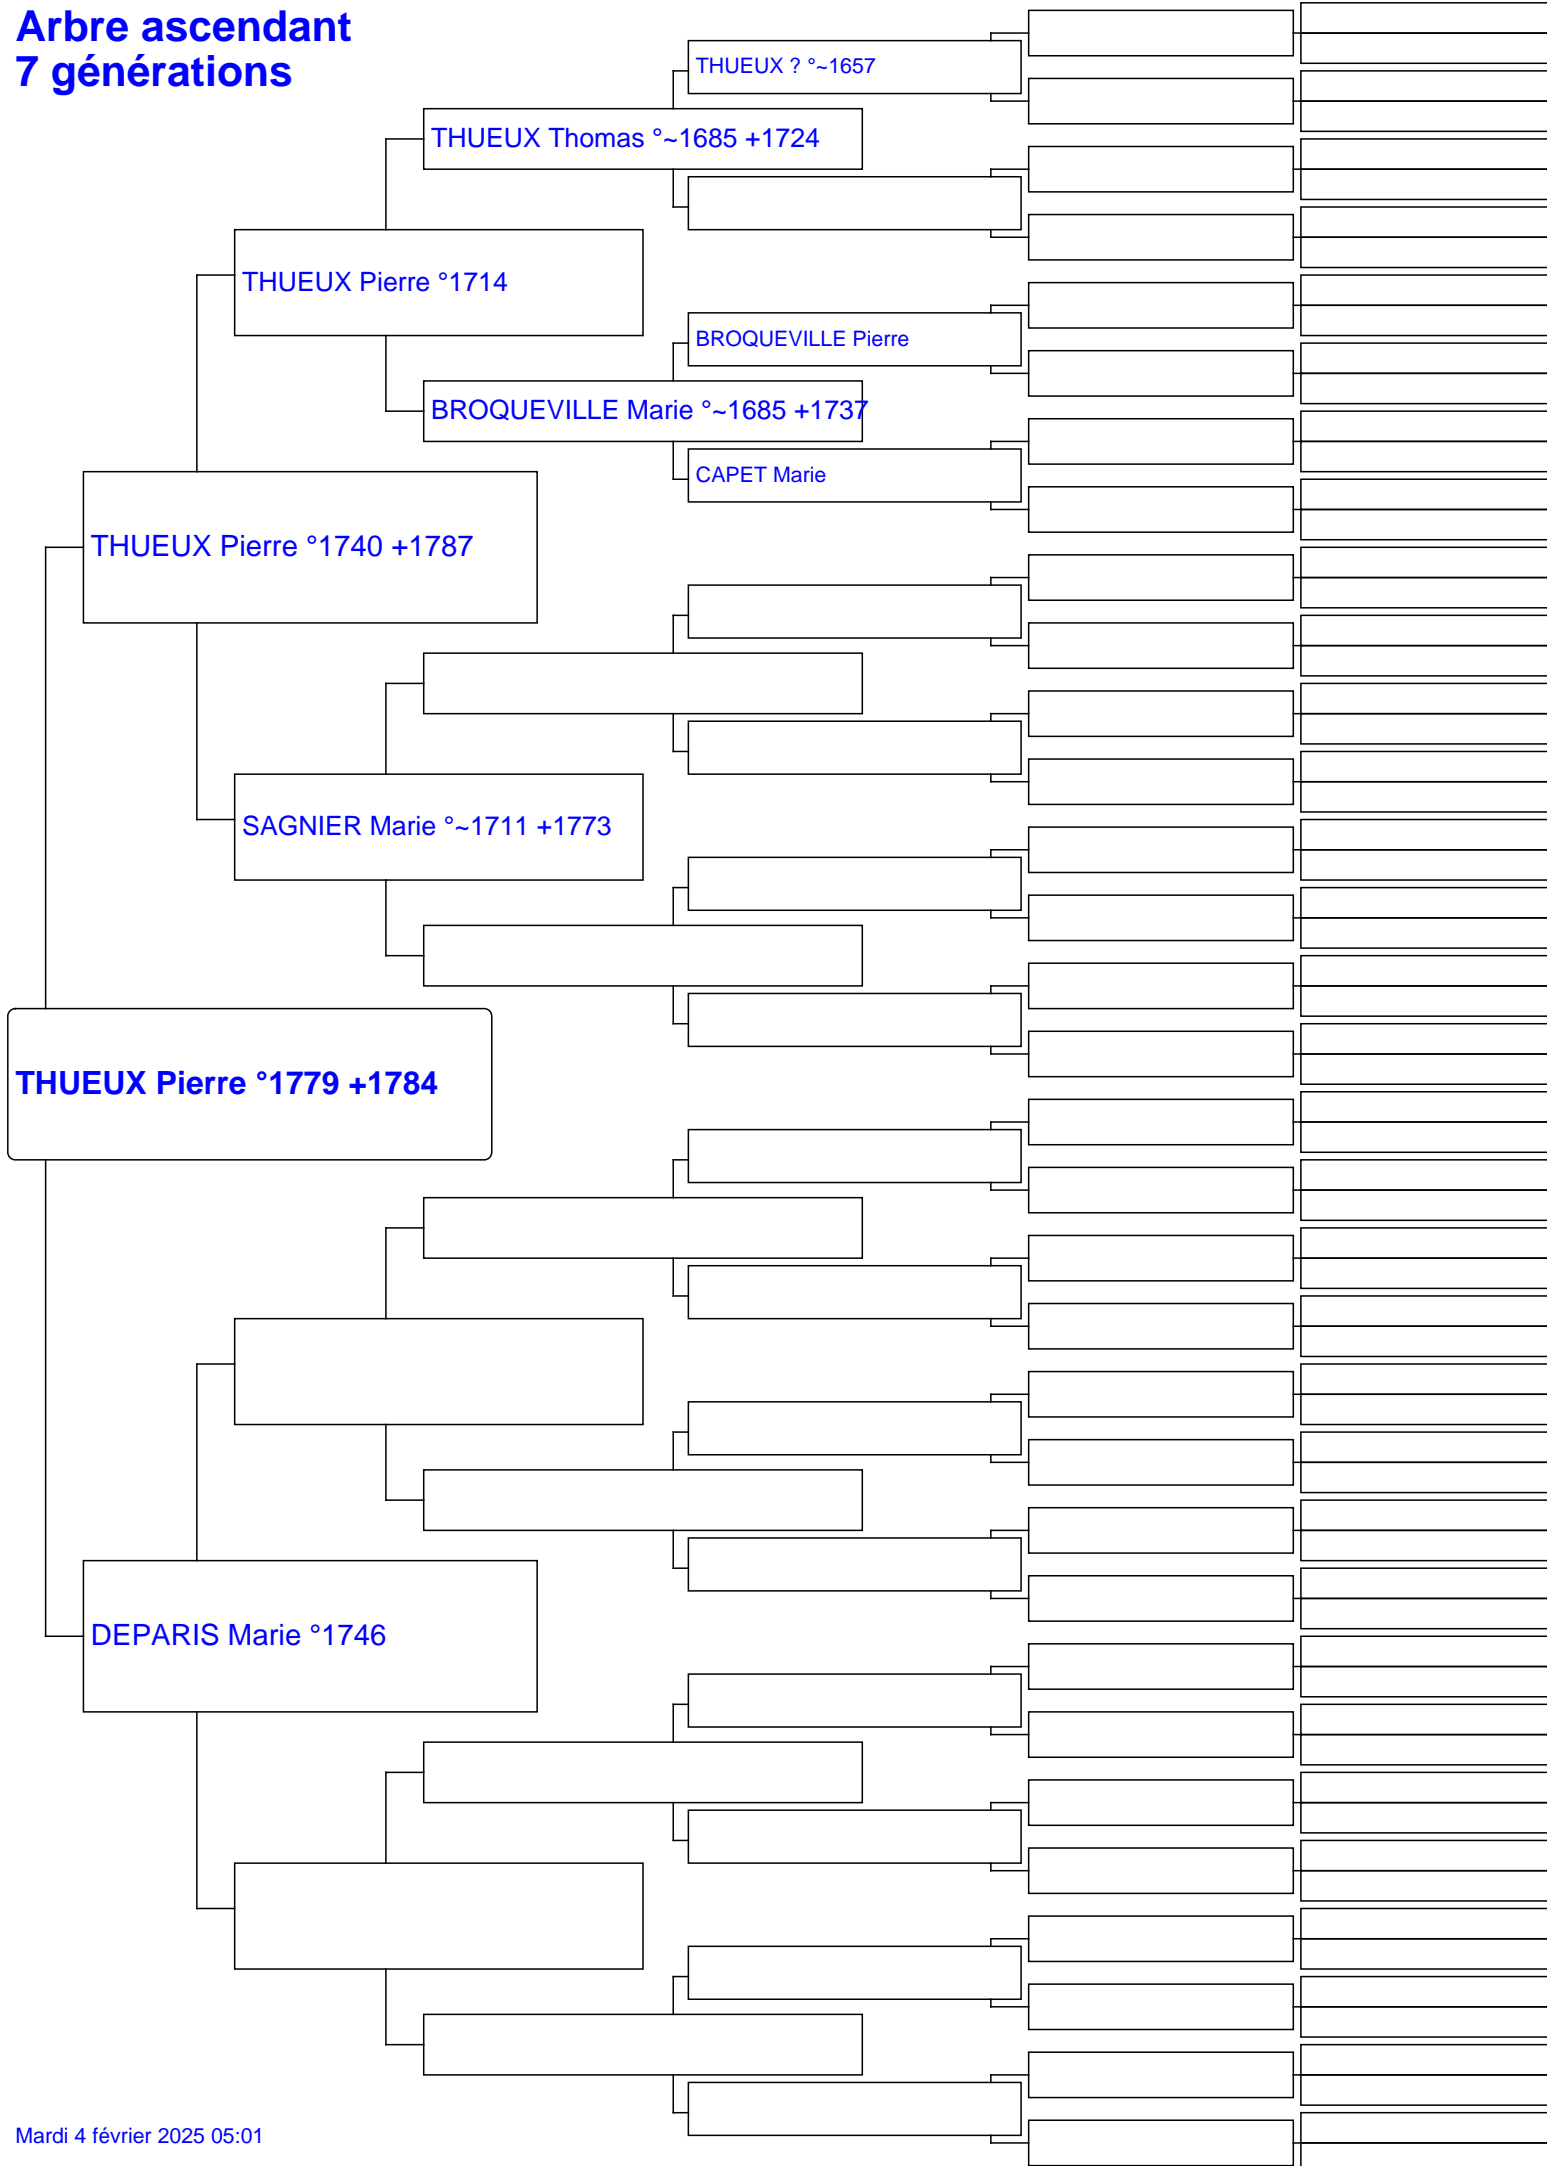 Arbre ascendant
7 générations
THUEUX ? °~1657
THUEUX Thomas °~1685 +1724
THUEUX Pierre °1714
BROQUEVILLE Pierre
BROQUEVILLE Marie °~1685 +1737
CAPET Marie
THUEUX Pierre °1740 +1787
SAGNIER Marie °~1711 +1773
THUEUX Pierre °1779 +1784
DEPARIS Marie °1746
Mardi 4 février 2025 05:01